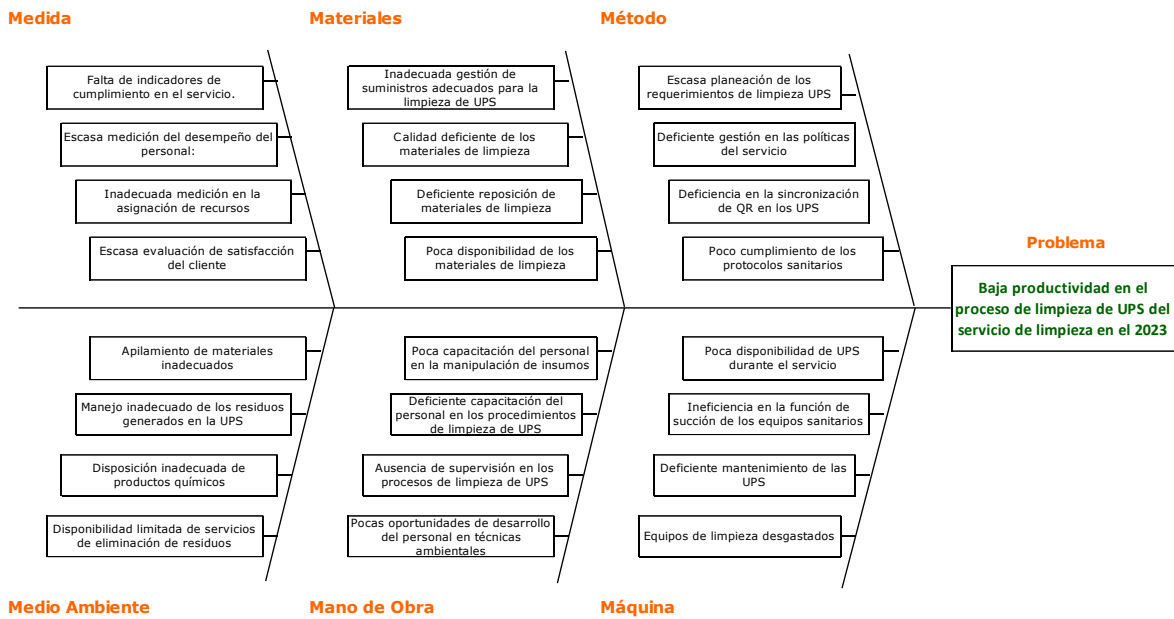 Medida
Falta de indicadores de
cumplimiento en el servicio.
Escasa medición del desempeño del
personal:
Inadecuada medición en la
asignación de recursos
Escasa evaluación de satisfacción
del cliente
Materiales
Inadecuada gestión de
suministros adecuados para la
limpieza de UPS
Calidad deficiente de los
materiales de limpieza
Deficiente reposición de
materiales de limpieza
Poca disponibilidad de los
materiales de limpieza
Método
Escasa planeación de los
requerimientos de limpieza UPS
Deficiente gestión en las políticas
del servicio
Deficiencia en la sincronización
de QR en los UPS
Poco cumplimiento de los
protocolos sanitarios
Problema
Baja productividad en el
proceso de limpieza de UPS del
servicio de limpieza en el 2023
Apilamiento de materiales
inadecuados
Manejo inadecuado de los residuos
generados en la UPS
Disposición inadecuada de
productos químicos
Disponibilidad limitada de servicios
de eliminación de residuos
Medio Ambiente
Poca capacitación del personal
en la manipulación de insumos
Deficiente capacitación del
personal en los procedimientos
de limpieza de UPS
Ausencia de supervisión en los
procesos de limpieza de UPS
Pocas oportunidades de desarrollo
del personal en técnicas
ambientales
Mano de Obra
Poca disponibilidad de UPS
durante el servicio
Ineficiencia en la función de
succión de los equipos sanitarios
Deficiente mantenimiento de las
UPS
Equipos de limpieza desgastados
Máquina